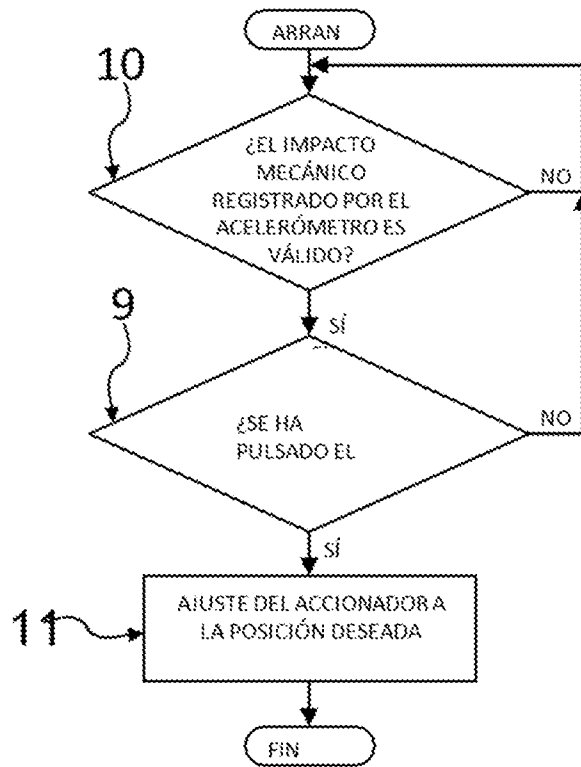 ARRAN
10
¿EL IMPACTO
MECÁNICO
REGISTRADO POR EL
ACELERÓMETRO ES
VÁLIDO?
NO
SÍ
9
¿SE HA
PULSADO EL
NO
SÍ
11
AJUSTE DEL ACCIONADOR A
LA POSICIÓN DESEADA
FIN